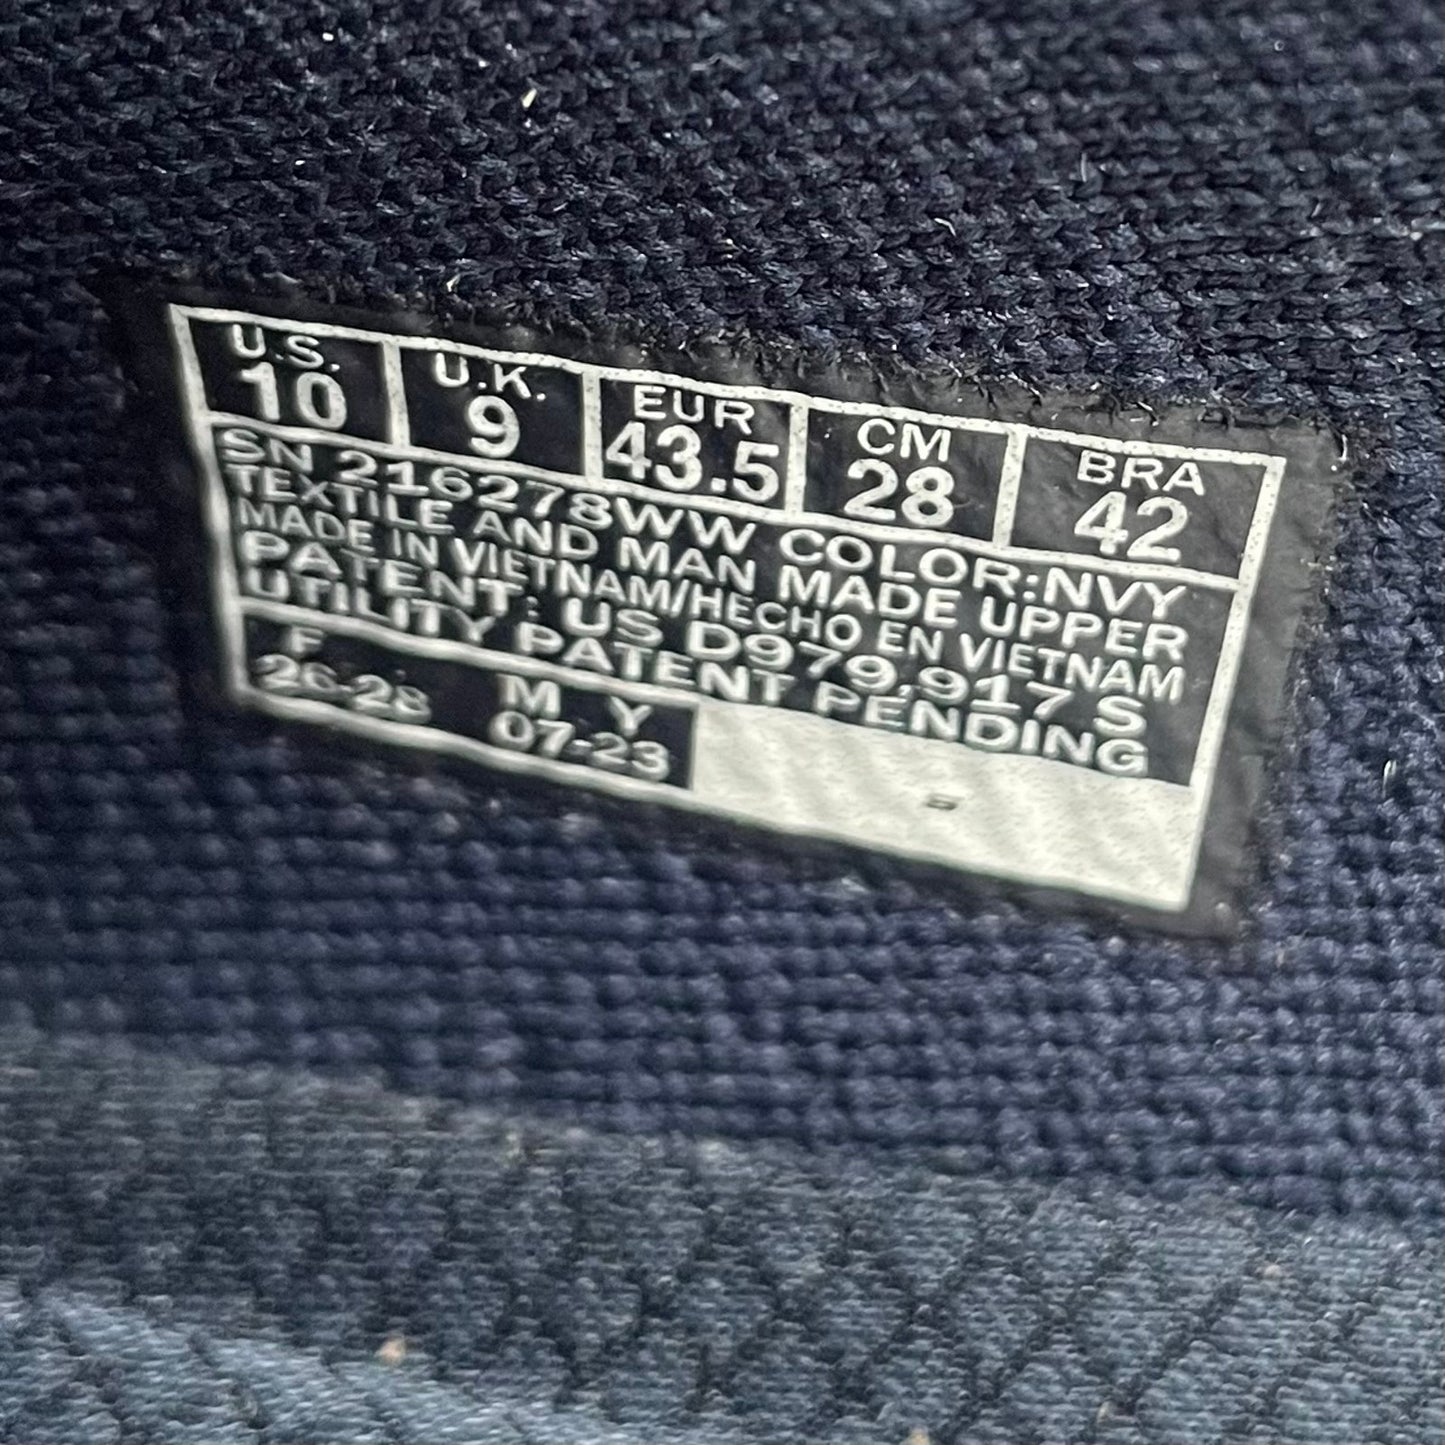 U.S. U.K. EUR CM BRA
10 9 43.5 28 42
SN 216278WW COLOR:NVY
TEXTILE AND MAN MADE UPPER
MADE IN VIETNAM/HECHO EN VIETNAM
PATENT: US D979,917 S
UTILITY PATENT PENDING
F M Y
26-28 07-23